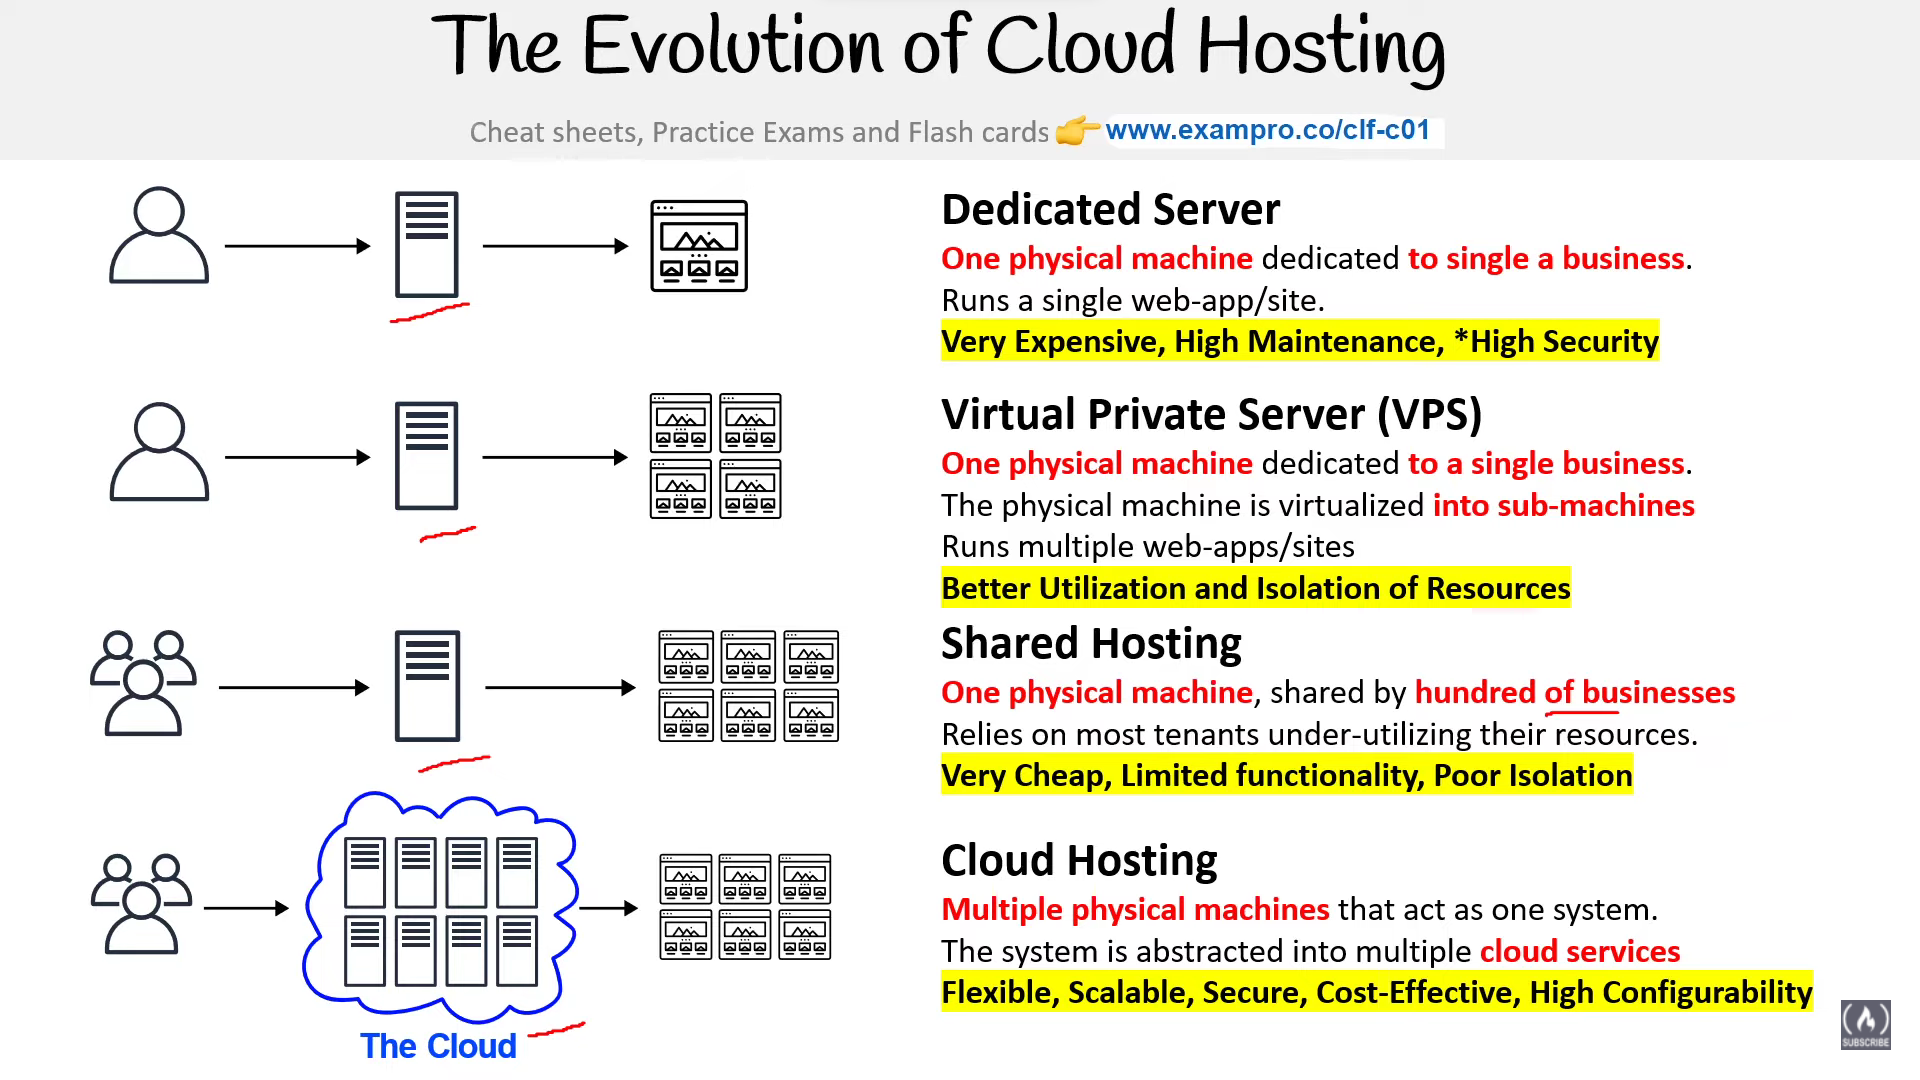 The Evolution of Cloud Hosting
Cheat sheets, Practice Exams and Flash cards 👉 www.exampro.co/clf-c01
Dedicated Server
One physical machine dedicated to single a business.
Runs a single web-app/site.
Very Expensive, High Maintenance, *High Security
Virtual Private Server (VPS)
One physical machine dedicated to a single business.
The physical machine is virtualized into sub-machines
Runs multiple web-apps/sites
Better Utilization and Isolation of Resources
Shared Hosting
One physical machine, shared by hundred of businesses
Relies on most tenants under-utilizing their resources.
Very Cheap, Limited functionality, Poor Isolation
Cloud Hosting
Multiple physical machines that act as one system.
The system is abstracted into multiple cloud services
Flexible, Scalable, Secure, Cost-Effective, High Configurability
The Cloud
SUBSCRIBE